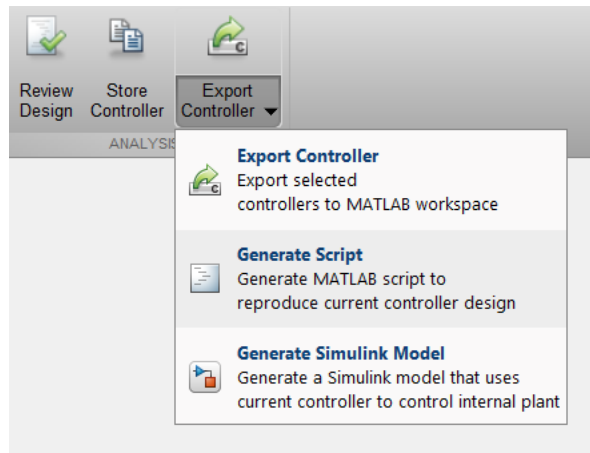 Review
Design
Store
Controller
Export
Controller
ANALYSIS
Export Controller
Export selected
controllers to MATLAB workspace
Generate Script
Generate MATLAB script to
reproduce current controller design
Generate Simulink Model
Generate a Simulink model that uses
current controller to control internal plant